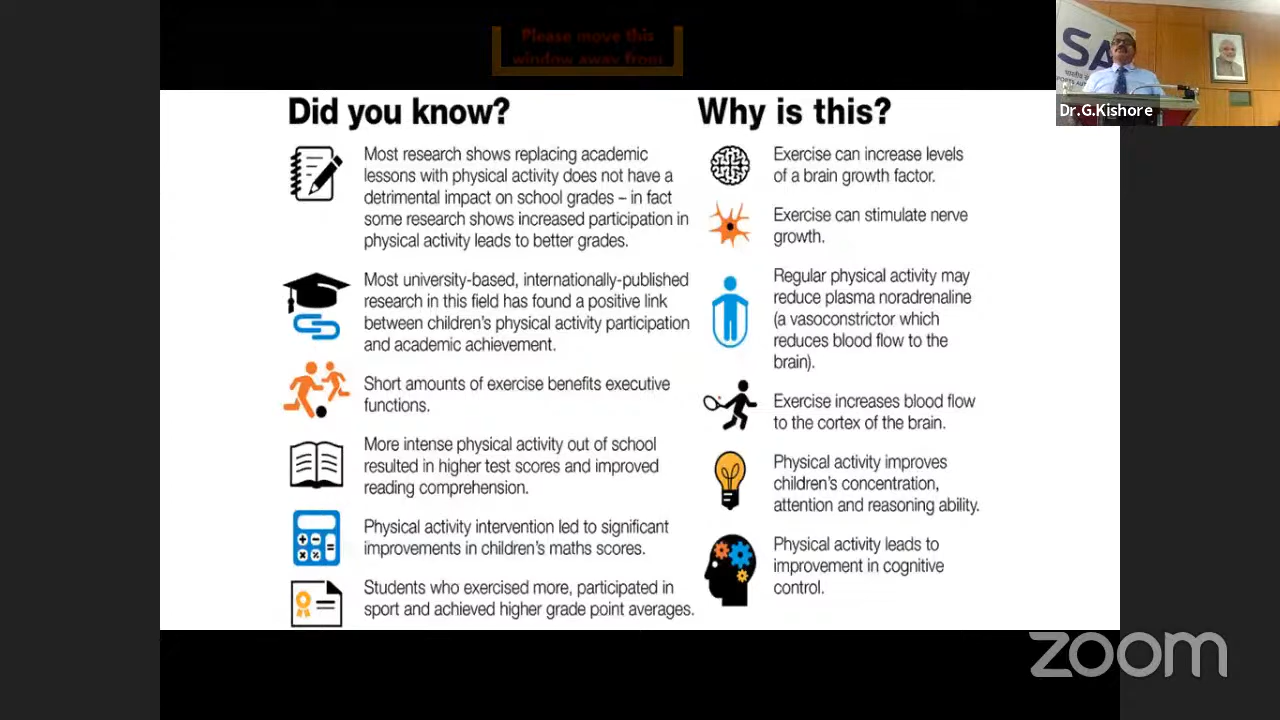 Please move this
window away from
SA
Dr.G.Kishore
Did you know?
Most research shows replacing academic
lessons with physical activity does not have a
detrimental impact on school grades – in fact
some research shows increased participation in
physical activity leads to better grades.
Most university-based, internationally-published
research in this field has found a positive link
between children's physical activity participation
and academic achievement.
Short amounts of exercise benefits executive
functions.
More intense physical activity out of school
resulted in higher test scores and improved
reading comprehension.
Physical activity intervention led to significant
improvements in children's maths scores.
Students who exercised more, participated in
sport and achieved higher grade point averages.
Why is this?
Exercise can increase levels
of a brain growth factor.
Exercise can stimulate nerve
growth.
Regular physical activity may
reduce plasma noradrenaline
(a vasoconstrictor which
reduces blood flow to the
brain).
Exercise increases blood flow
to the cortex of the brain.
Physical activity improves
children's concentration,
attention and reasoning ability.
Physical activity leads to
improvement in cognitive
control.
zoom